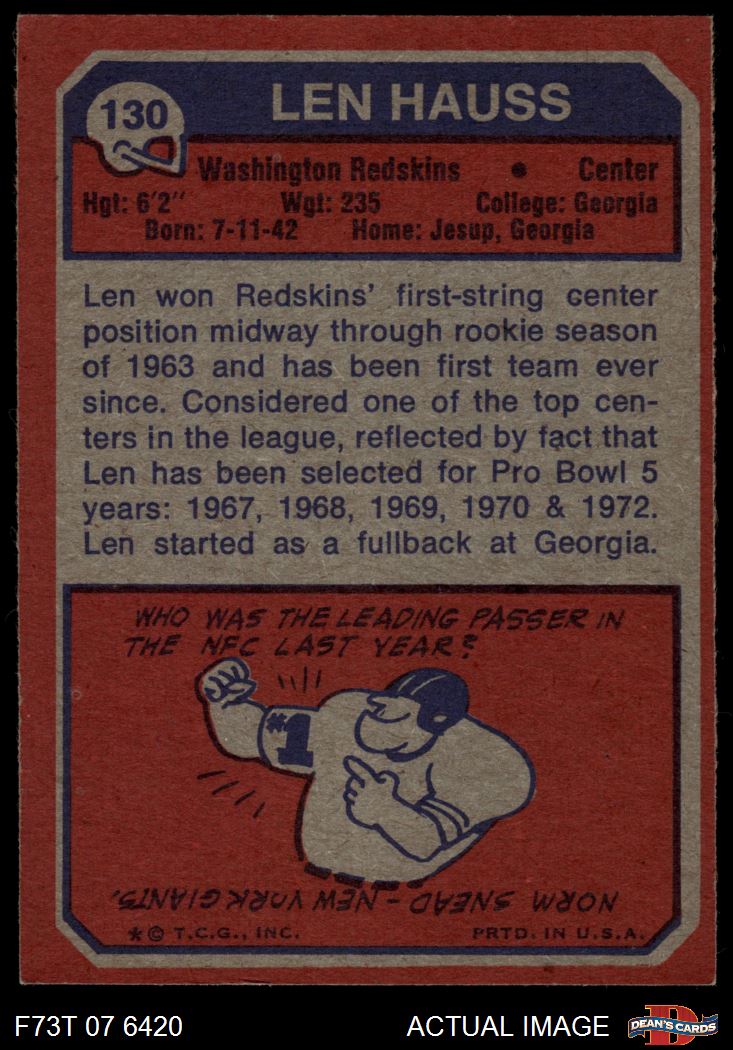 130
LEN HAUSS
Washington Redskins • Center
Hgt: 6'2" Wgt: 235 College: Georgia
Born: 7-11-42 Home: Jesup, Georgia
Len won Redskins' first-string center
position midway through rookie season
of 1963 and has been first team ever
since. Considered one of the top cen-
ters in the league, reflected by fact that
Len has been selected for Pro Bowl 5
years: 1967, 1968, 1969, 1970 & 1972.
Len started as a fullback at Georgia.
WHO WAS THE LEADING PASSER IN
THE NFC LAST YEAR?
#1
NORM SNEAD - NEW YORK GIANTS.
*© T.C.G., INC. PRTD. IN U.S.A.
F73T 07 6420 ACTUAL IMAGE
D
DEAN'S CARDS